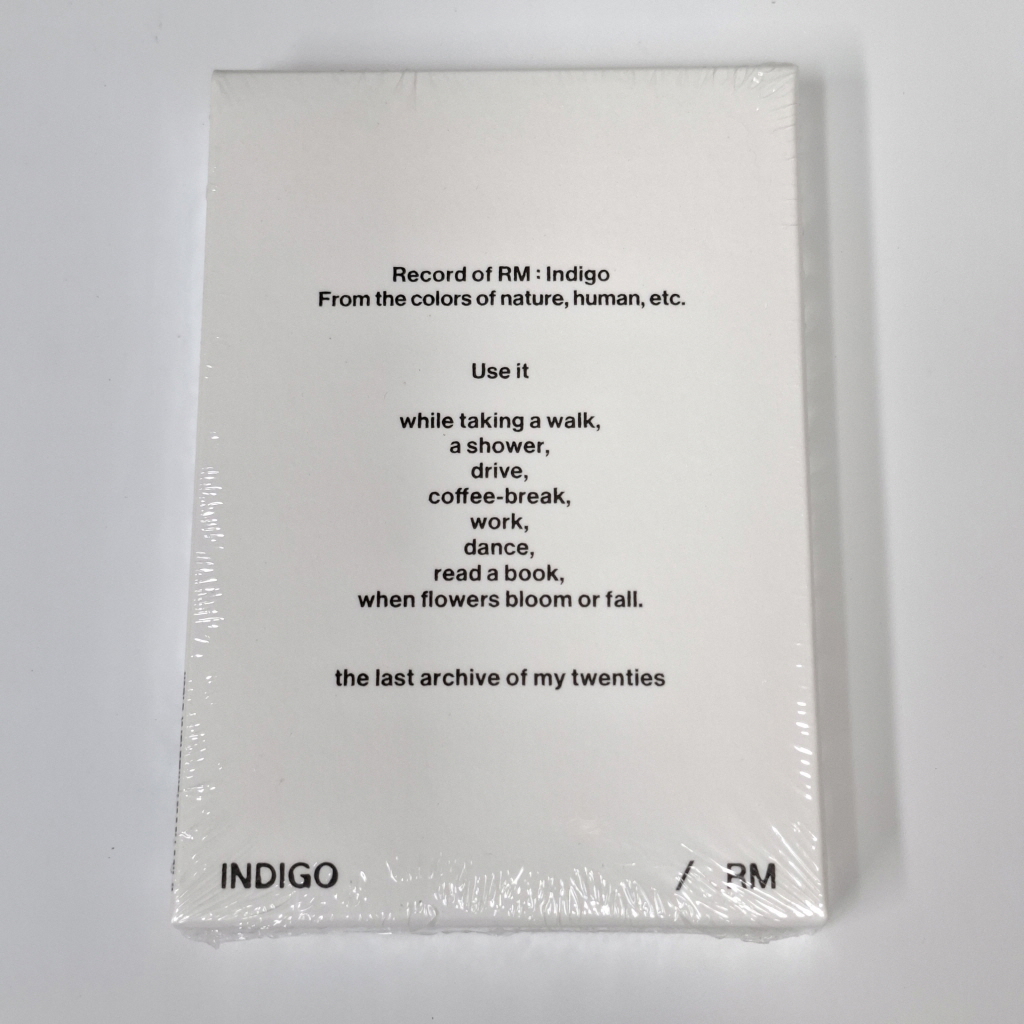 Record of RM : Indigo
From the colors of nature, human, etc.
Use it
while taking a walk,
a shower,
drive,
coffee-break,
work,
dance,
read a book,
when flowers bloom or fall.
the last archive of my twenties
INDIGO / RM